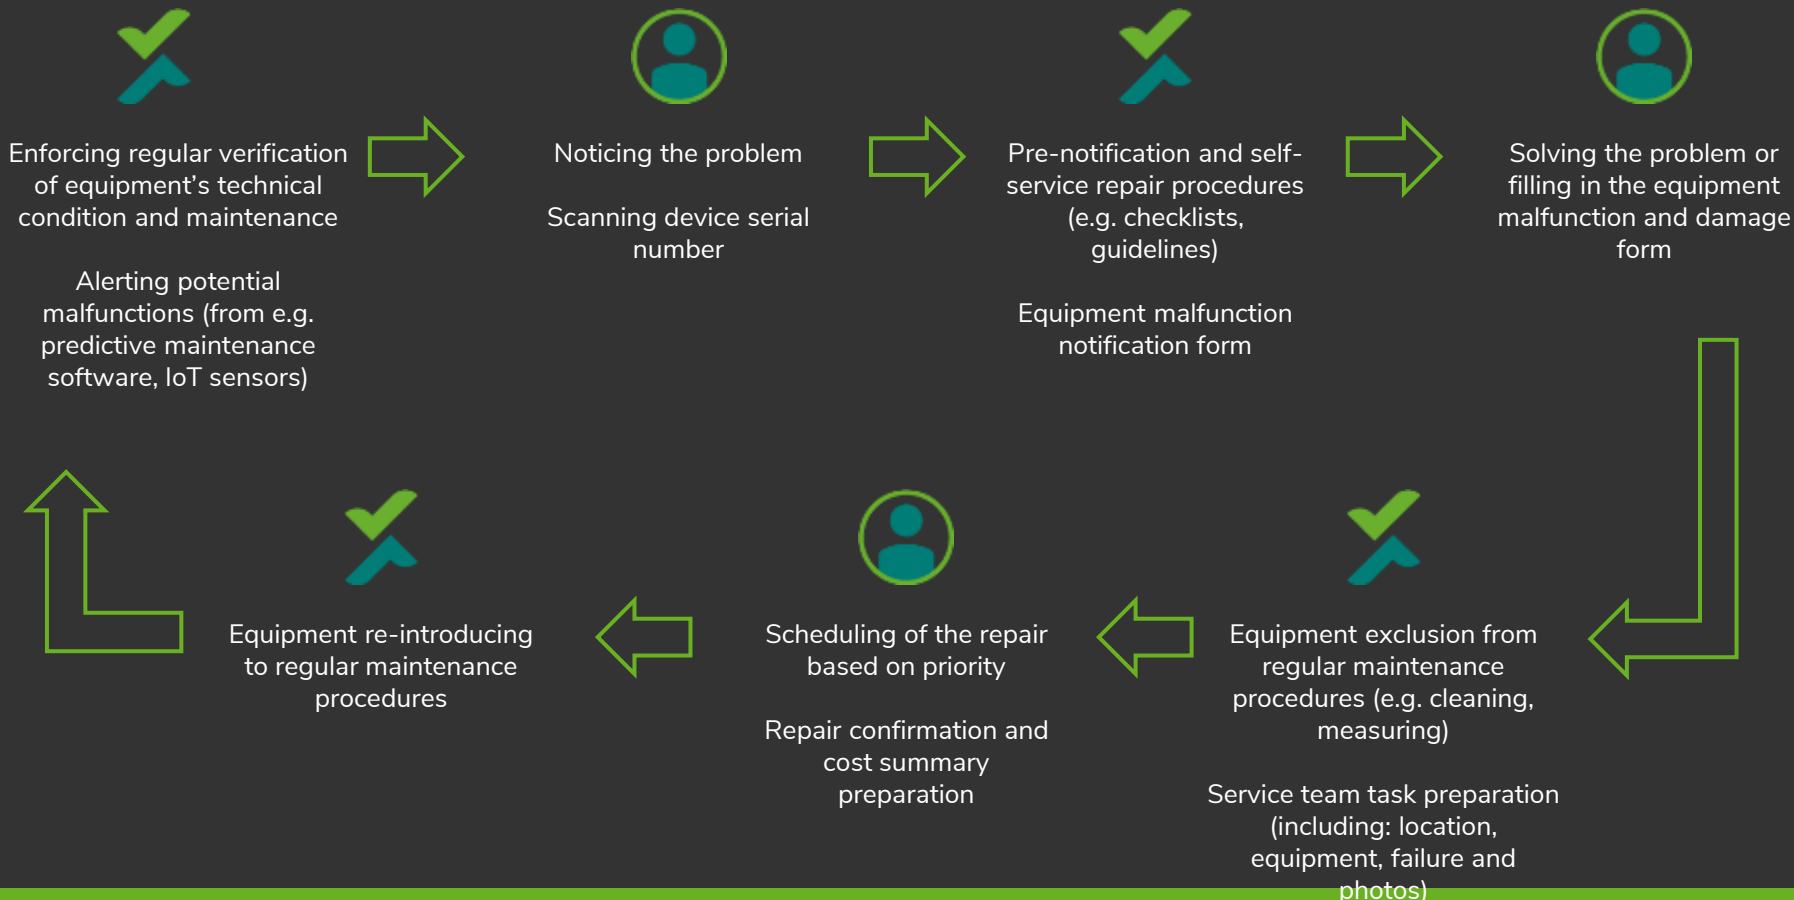 Enforcing regular verification
of equipment's technical
condition and maintenance
Alerting potential
malfunctions (from e.g.
predictive maintenance
software, IoT sensors)
Noticing the problem
Scanning device serial
number
Pre-notification and self-
service repair procedures
(e.g. checklists,
guidelines)
Equipment malfunction
notification form
Solving the problem or
filling in the equipment
malfunction and damage
form
Equipment exclusion from
regular maintenance
procedures (e.g. cleaning,
measuring)
Service team task preparation
(including: location,
equipment, failure and
photos)
Scheduling of the repair
based on priority
Repair confirmation and
cost summary
preparation
Equipment re-introducing
to regular maintenance
procedures